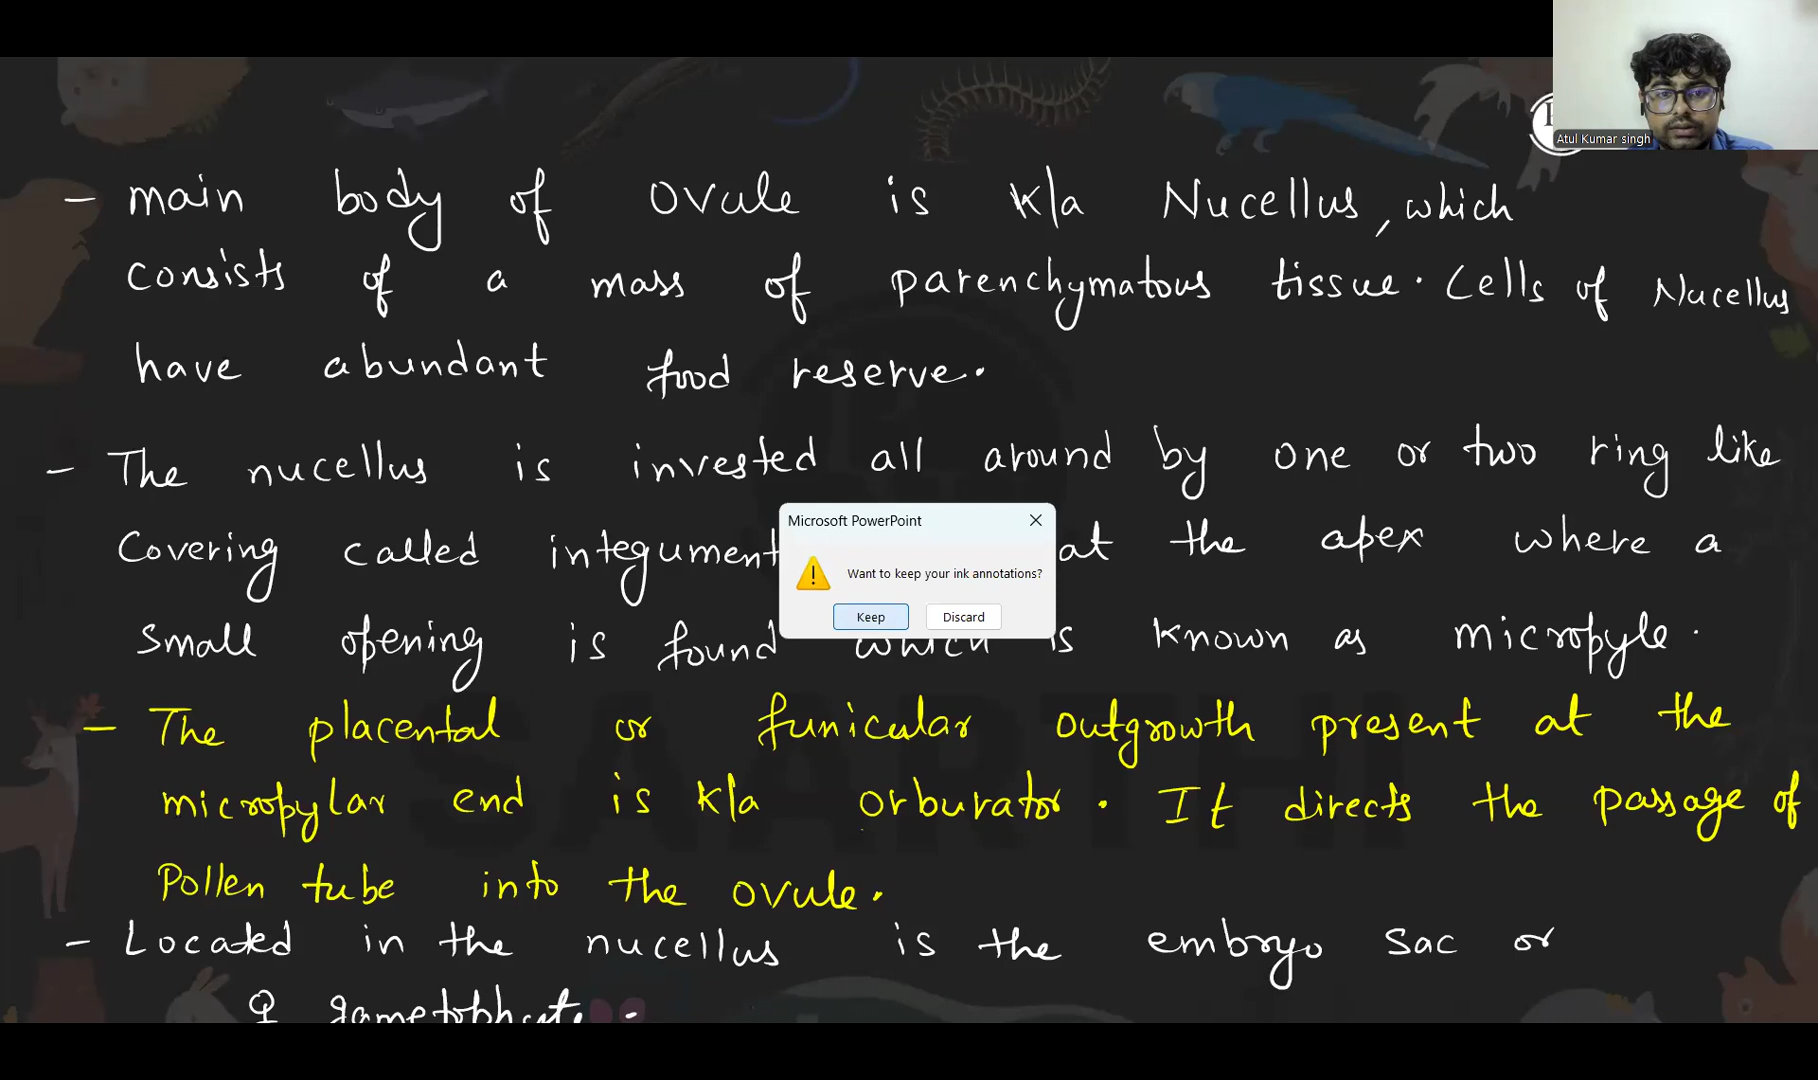 Atul Kumar singh
- main body of ovule is k/a Nucellus, which
consists of a mass of parenchymatous tissue. Cells of Nucellus
have abundant food reserve.
- The nucellus is invested all around by one or two ring like
Covering called integument at the apex where a
small opening is found which is known as micropyle.
Microsoft PowerPoint
Want to keep your ink annotations?
Keep Discard
- The placental or funicular outgrowth present at the
micropylar end is k/a orburator. It directs the passage of
Pollen tube into the ovule.
- Located in the nucellus is the embryo sac or
♀ gametophyte.
SAARTHI